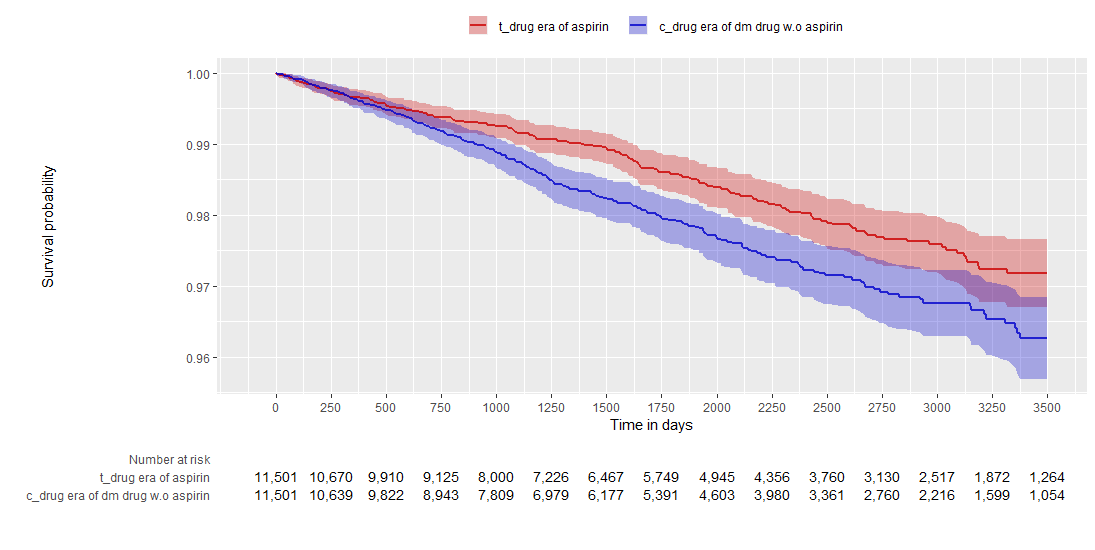 t_drug era of aspirin c_drug era of dm drug w.o aspirin
Survival probability
1.00
0.99
0.98
0.97
0.96
0 250 500 750 1000 1250 1500 1750 2000 2250 2500 2750 3000 3250 3500
Time in days
Number at risk
t_drug era of aspirin 11,501 10,670 9,910 9,125 8,000 7,226 6,467 5,749 4,945 4,356 3,760 3,130 2,517 1,872 1,264
c_drug era of dm drug w.o aspirin 11,501 10,639 9,822 8,943 7,809 6,979 6,177 5,391 4,603 3,980 3,361 2,760 2,216 1,599 1,054